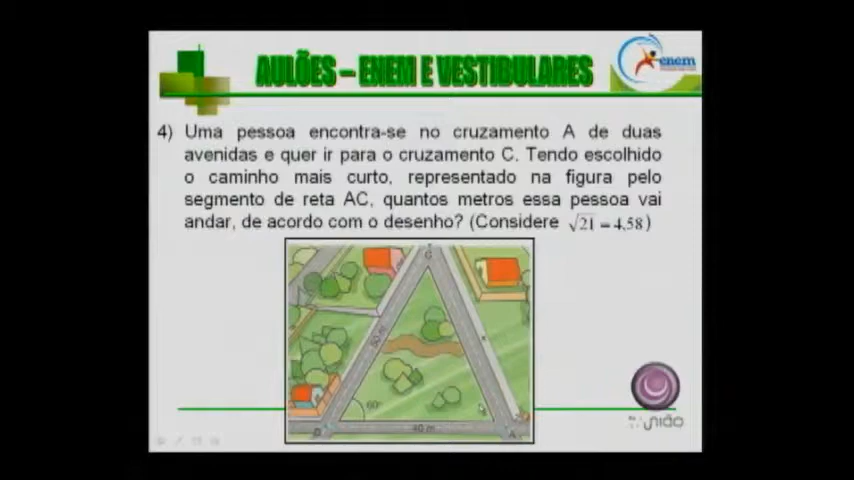 AULÕES – ENEM E VESTIBULARES
enem
4) Uma pessoa encontra-se no cruzamento A de duas
avenidas e quer ir para o cruzamento C. Tendo escolhido
o caminho mais curto, representado na figura pelo
segmento de reta AC, quantos metros essa pessoa vai
andar, de acordo com o desenho? (Considere √21 = 4,58)
C
50 m
x
60°
B
40 m
A
união